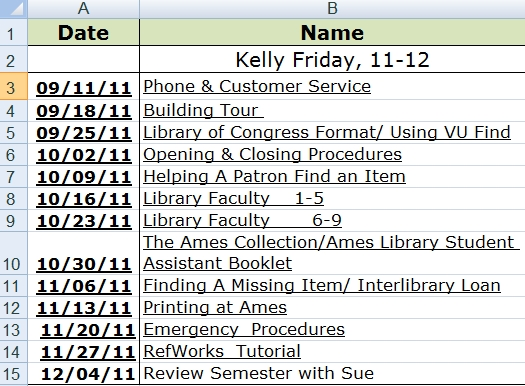 A B
1 Date Name
2 Kelly Friday, 11-12
3 09/11/11 Phone & Customer Service
4 09/18/11 Building Tour
5 09/25/11 Library of Congress Format/ Using VU Find
6 10/02/11 Opening & Closing Procedures
7 10/09/11 Helping A Patron Find an Item
8 10/16/11 Library Faculty 1-5
9 10/23/11 Library Faculty 6-9
The Ames Collection/Ames Library Student
10 10/30/11 Assistant Booklet
11 11/06/11 Finding A Missing Item/ Interlibrary Loan
12 11/13/11 Printing at Ames
13 11/20/11 Emergency Procedures
14 11/27/11 RefWorks Tutorial
15 12/04/11 Review Semester with Sue